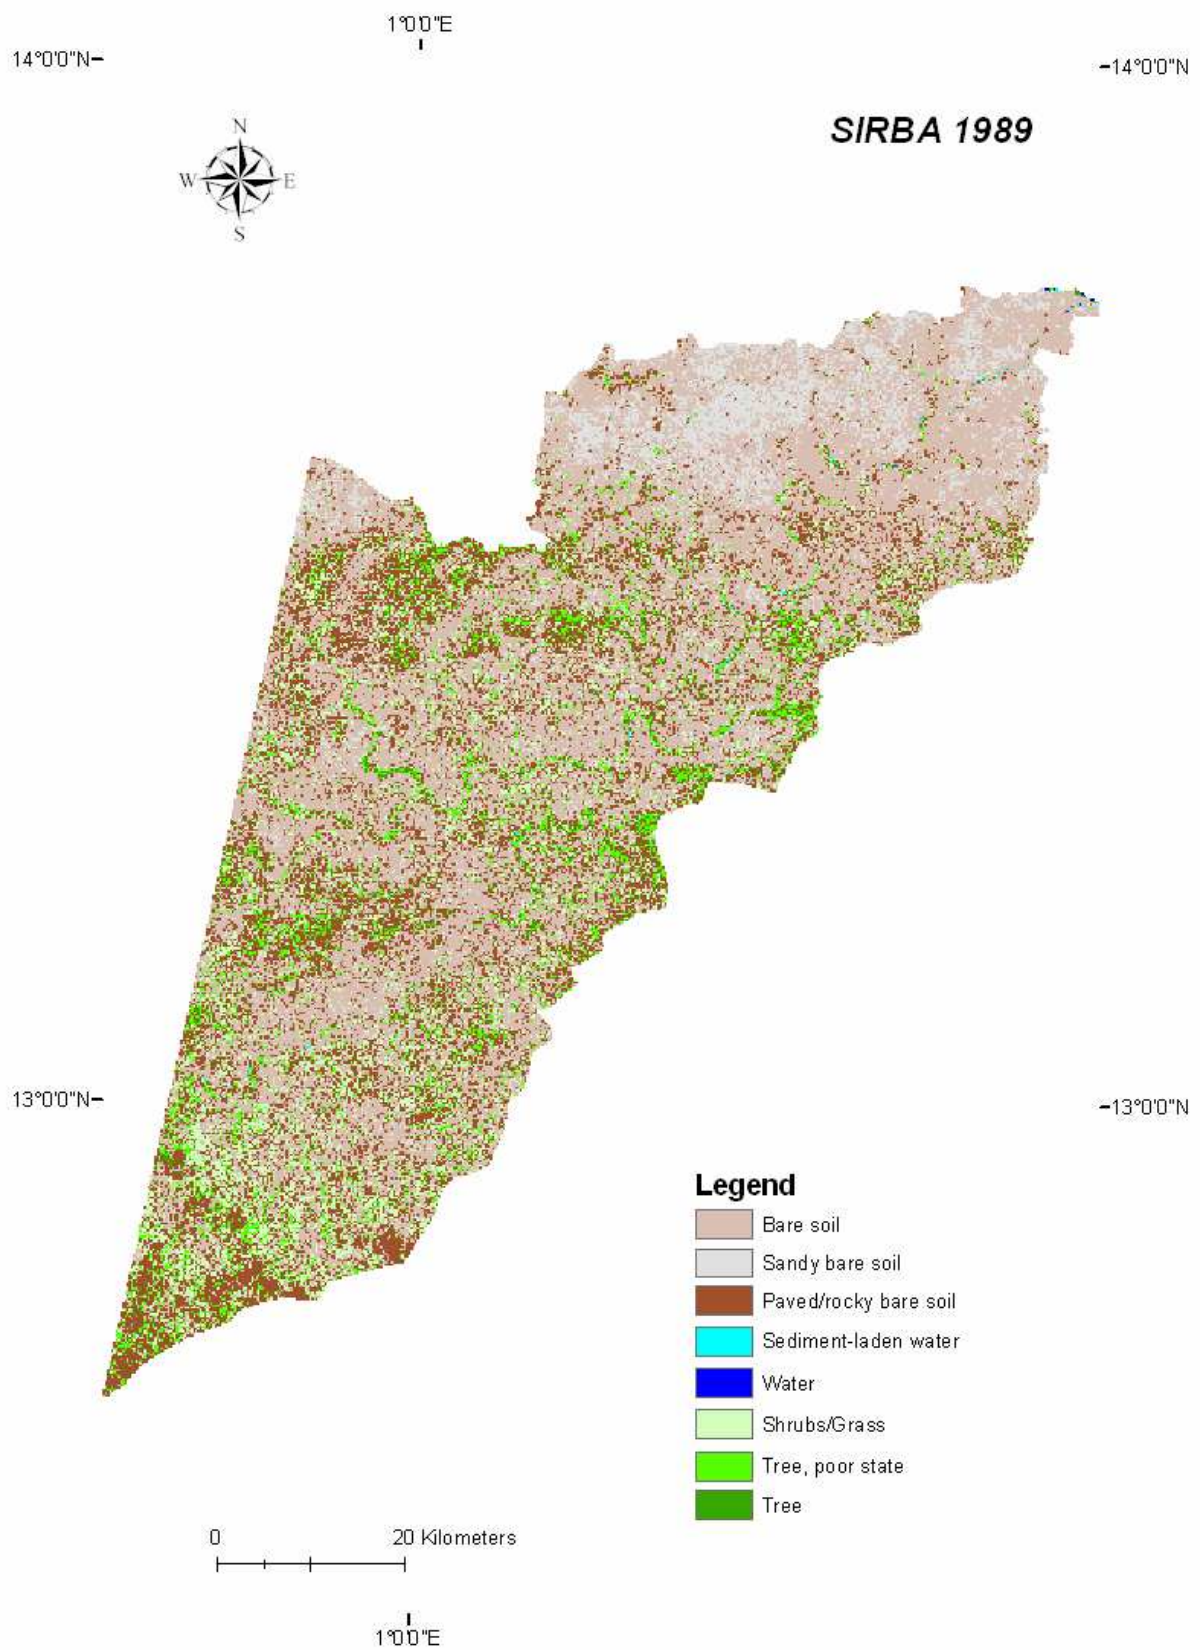 1°0'0"E
14°0'0"N
14°0'0"N
SIRBA 1989
N
W E
S
13°0'0"N
13°0'0"N
Legend
Bare soil
Sandy bare soil
Paved/rocky bare soil
Sediment-laden water
Water
Shrubs/Grass
Tree, poor state
Tree
0 20 Kilometers
1°0'0"E